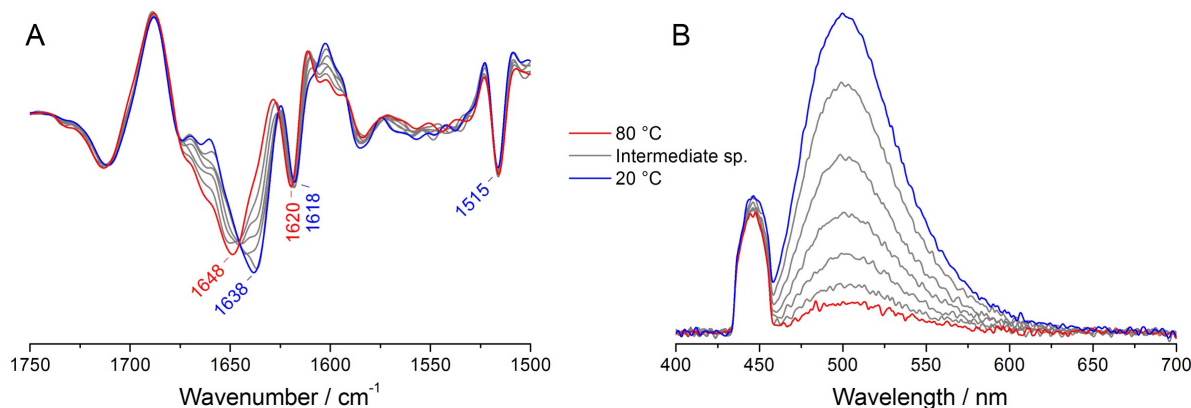 A
B
1648
1638
1620
1618
1515
80 °C
Intermediate sp.
20 °C
1750 1700 1650 1600 1550 1500
Wavenumber / cm⁻¹
400 450 500 550 600 650 700
Wavelength / nm